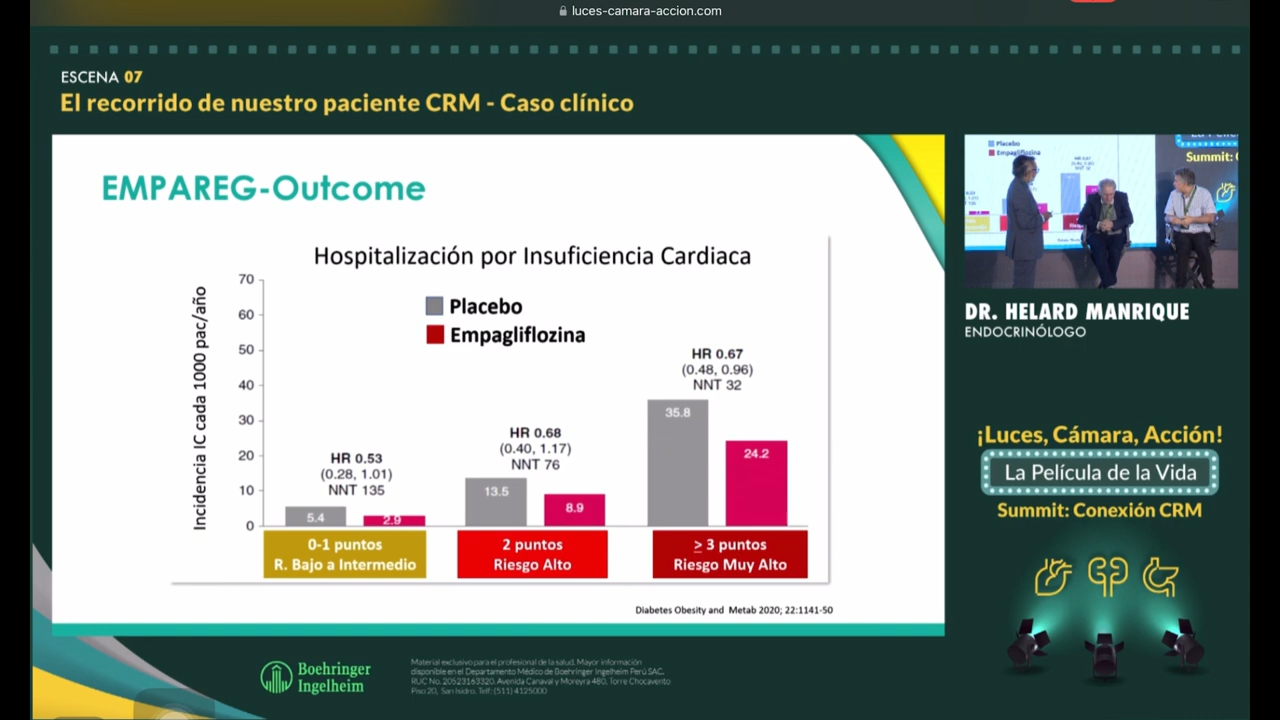 luces-camara-accion.com
ESCENA 07
El recorrido de nuestro paciente CRM - Caso clínico
EMPAREG-Outcome
Hospitalización por Insuficiencia Cardiaca
Incidencia IC cada 1000 pac/año
70
60
50
40
30
20
10
0
Placebo
Empagliflozina
HR 0.53
(0.28, 1.01)
NNT 135
5.4
2.9
HR 0.68
(0.40, 1.17)
NNT 76
13.5
8.9
HR 0.67
(0.48, 0.96)
NNT 32
35.8
24.2
0-1 puntos
R. Bajo a Intermedio
2 puntos
Riesgo Alto
≥ 3 puntos
Riesgo Muy Alto
Diabetes Obesity and Metab 2020; 22:1141-50
Placebo
Empagliflozina
Summit:
DR. HELARD MANRIQUE
ENDOCRINÓLOGO
¡Luces, Cámara, Acción!
La Película de la Vida
Summit: Conexión CRM
Boehringer
Ingelheim
Material exclusivo para el profesional de la salud. Mayor información
disponible en el Departamento Médico de Boehringer Ingelheim Perú SAC.
RUC No. 20523163320. Avenida Canaval y Moreyra 480, Torre Chocavento
Piso 20, San Isidro. Telf: (511) 4125000